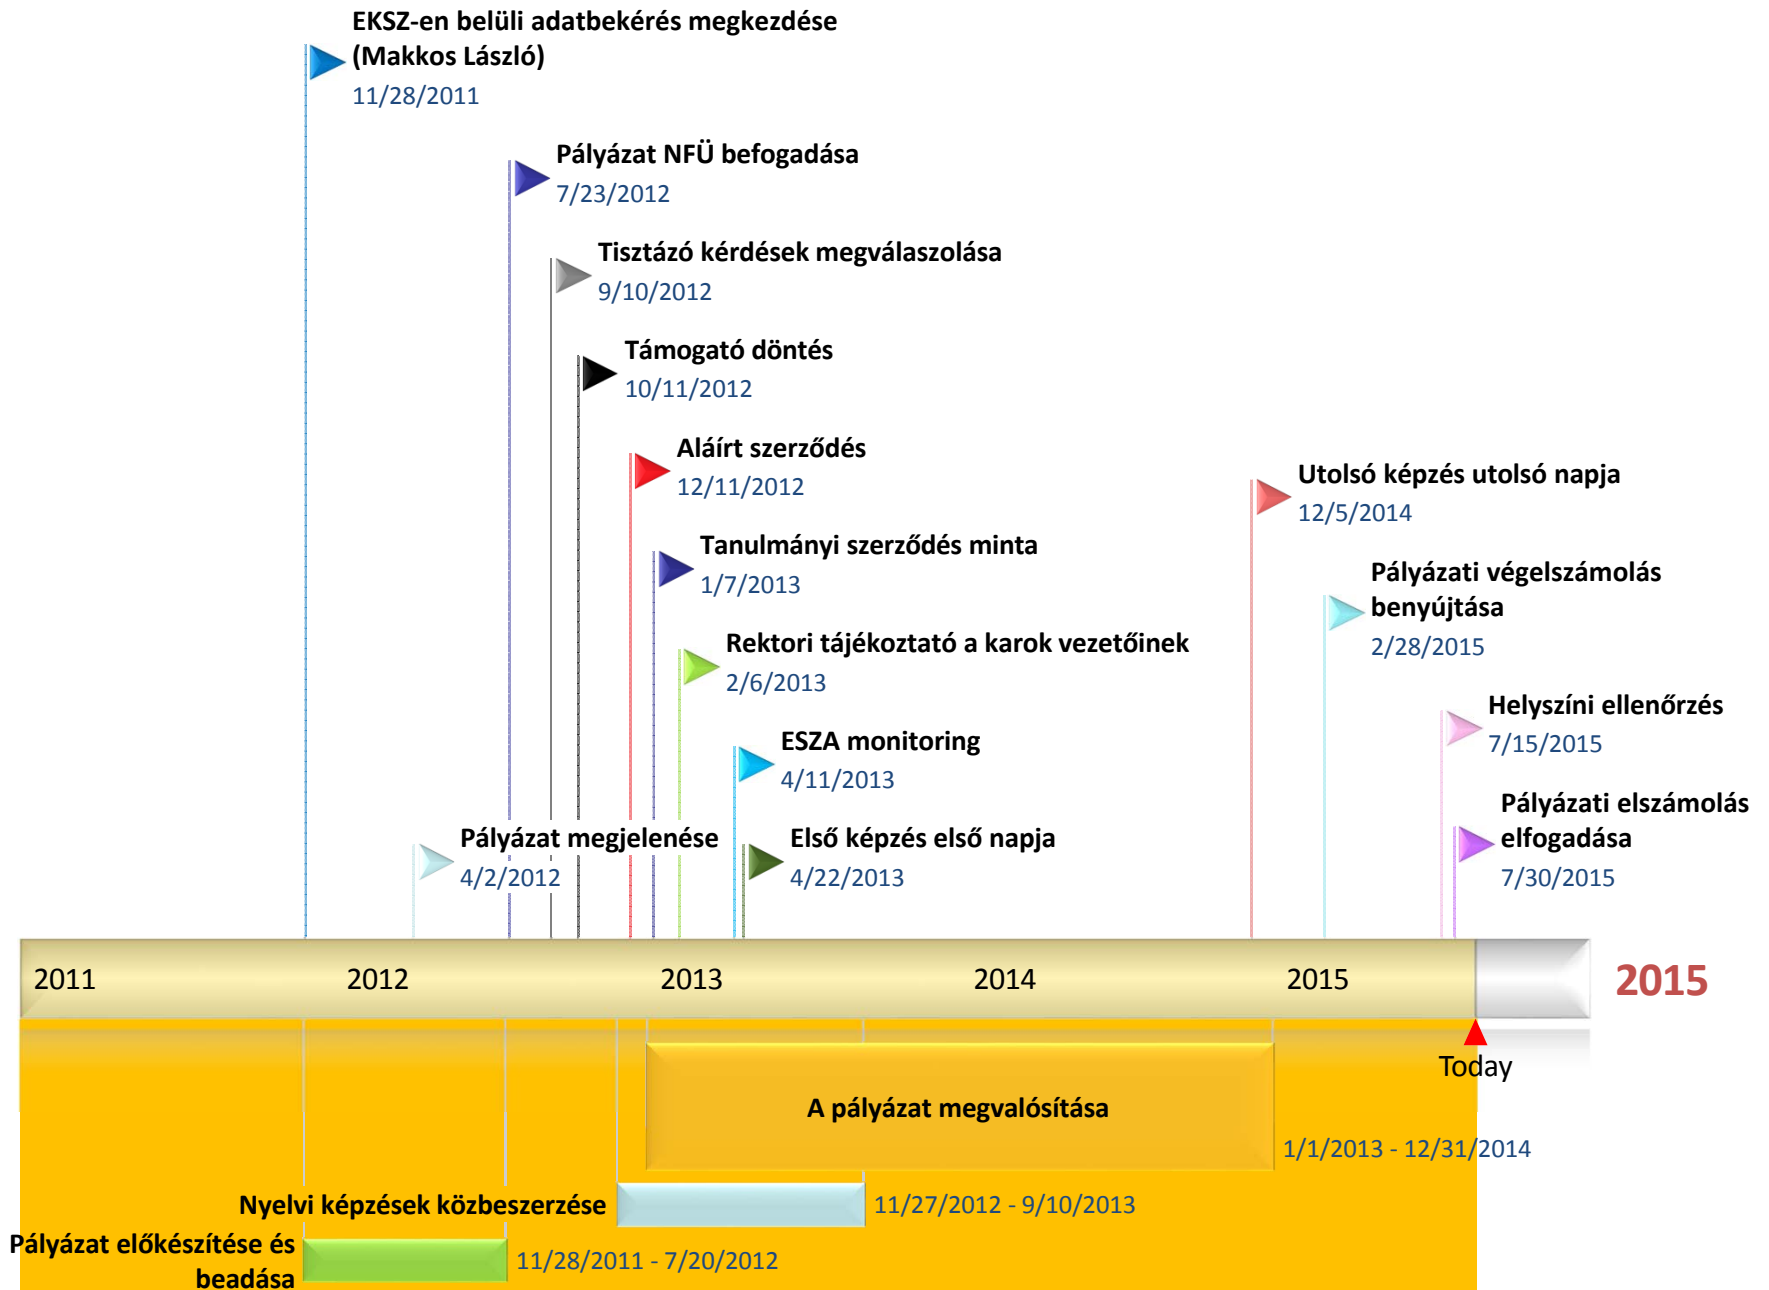 EKSZ-en belüli adatbekérés megkezdése
(Makkos László)
11/28/2011
Pályázat NFÜ befogadása
7/23/2012
Tisztázó kérdések megválaszolása
9/10/2012
Támogató döntés
10/11/2012
Aláírt szerződés
12/11/2012
Utolsó képzés utolsó napja
12/5/2014
Tanulmányi szerződés minta
1/7/2013
Pályázati végelszámolás
benyújtása
2/28/2015
Rektori tájékoztató a karok vezetőinek
2/6/2013
Helyszíni ellenőrzés
7/15/2015
ESZA monitoring
4/11/2013
Pályázati elszámolás
elfogadása
7/30/2015
Pályázat megjelenése
4/2/2012
Első képzés első napja
4/22/2013
2011 2012 2013 2014 2015 2015
Today
A pályázat megvalósítása
1/1/2013 - 12/31/2014
Nyelvi képzések közbeszerzése
11/27/2012 - 9/10/2013
Pályázat előkészítése és
beadása
11/28/2011 - 7/20/2012